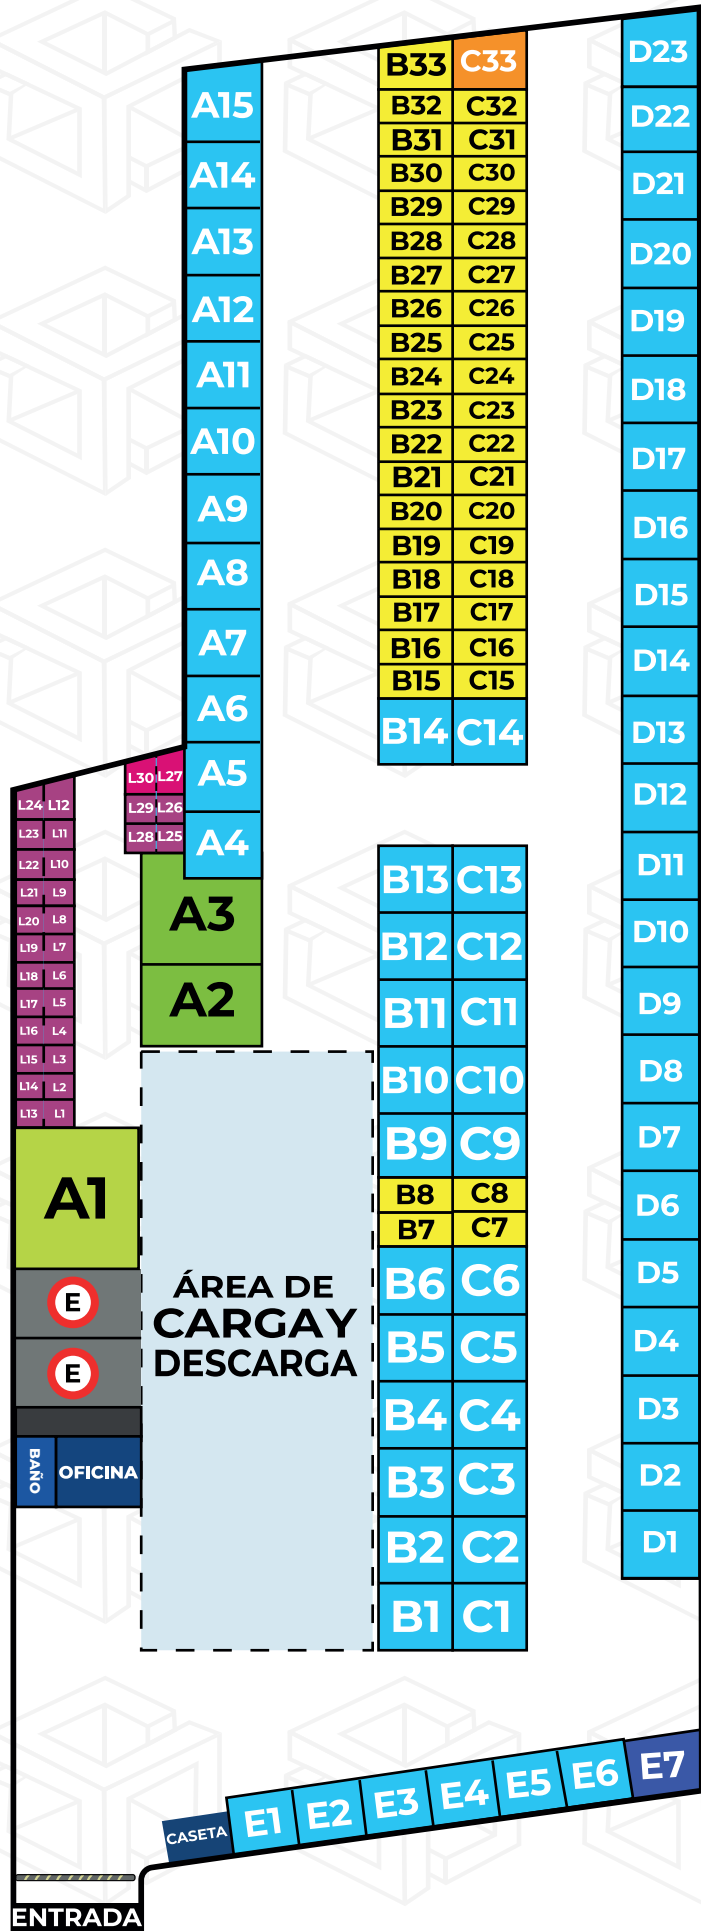 A15
A14
A13
A12
A11
A10
A9
A8
A7
A6
A5
A4
A3
A2
L30 L27
L29 L26
L28 L25
L24 L12
L23 L11
L22 L10
L21 L9
L20 L8
L19 L7
L18 L6
L17 L5
L16 L4
L15 L3
L14 L2
L13 L1
A1
E
E
BAÑO
OFICINA
ÁREA DE
CARGA Y
DESCARGA
B33 C33
B32 C32
B31 C31
B30 C30
B29 C29
B28 C28
B27 C27
B26 C26
B25 C25
B24 C24
B23 C23
B22 C22
B21 C21
B20 C20
B19 C19
B18 C18
B17 C17
B16 C16
B15 C15
B14 C14
B13 C13
B12 C12
B11 C11
B10 C10
B9 C9
B8 C8
B7 C7
B6 C6
B5 C5
B4 C4
B3 C3
B2 C2
B1 C1
D23
D22
D21
D20
D19
D18
D17
D16
D15
D14
D13
D12
D11
D10
D9
D8
D7
D6
D5
D4
D3
D2
D1
CASETA E1 E2 E3 E4 E5 E6 E7
ENTRADA